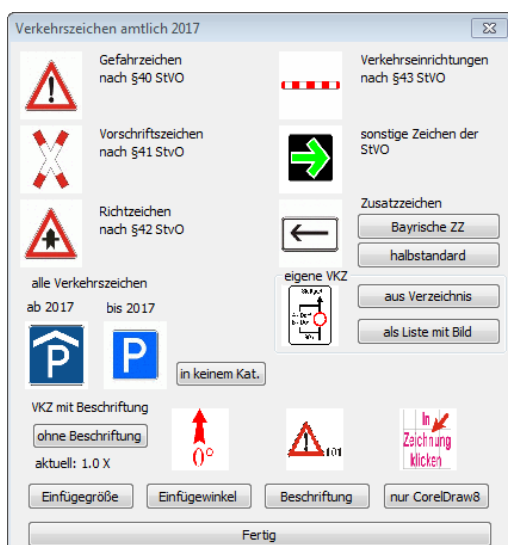 Verkehrszeichen amtlich 2017
Gefahrzeichen
nach §40 StVO
Verkehrseinrichtungen
nach §43 StVO
Vorschriftszeichen
nach §41 StVO
sonstige Zeichen der
StVO
Richtzeichen
nach §42 StvO
Zusatzzeichen
Bayrische ZZ
halbstandard
alle Verkehrszeichen
ab 2017
bis 2017
P
P
in keinem Kat.
eigene VKZ
aus Verzeichnis
als Liste mit Bild
VKZ mit Beschriftung
ohne Beschriftung
aktuell: 1.0 X
0°
101
In
Zeichnung
klicken
Einfügegröße
Einfügewinkel
Beschriftung
nur CorelDraw8
Fertig